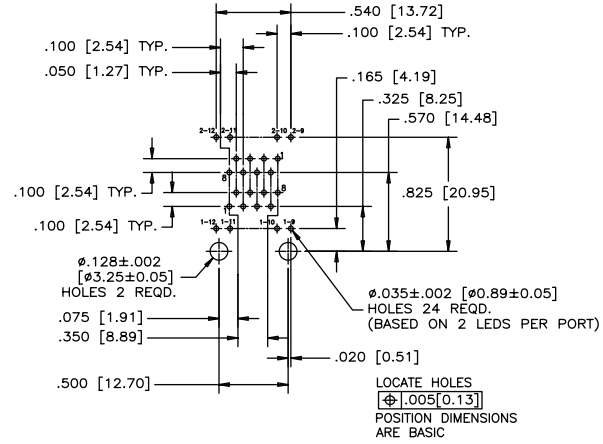 .540 [13.72]
.100 [2.54] TYP.
.100 [2.54] TYP.
.050 [1.27] TYP.
.165 [4.19]
.325 [8.25]
.570 [14.48]
2-12 2-11 2-10 2-9
1
8
.825 [20.95]
.100 [2.54] TYP.
8
1
.100 [2.54] TYP.
1-12 1-11 1-10 1-9
ø.128±.002
[ø3.25±0.05]
HOLES 2 REQD.
ø.035±.002 [ø0.89±0.05]
HOLES 24 REQD.
(BASED ON 2 LEDS PER PORT)
.075 [1.91]
.350 [8.89]
.020 [0.51]
.500 [12.70]
LOCATE HOLES
⌖ .005[0.13]
POSITION DIMENSIONS
ARE BASIC